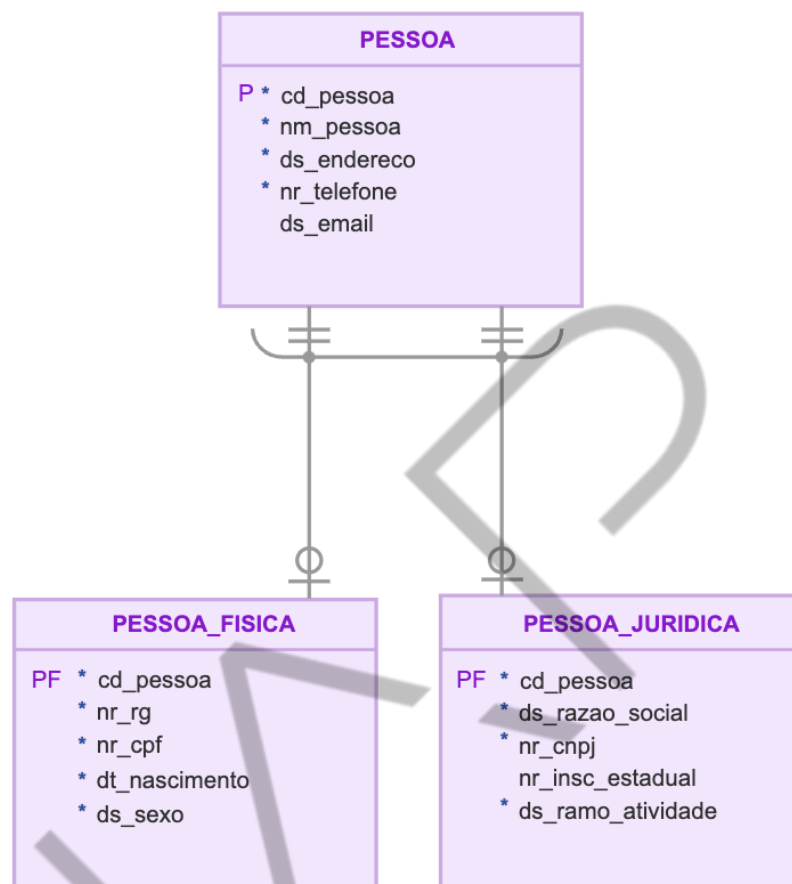 PESSOA
P * cd_pessoa
* nm_pessoa
* ds_endereco
* nr_telefone
ds_email
PESSOA_FISICA
PF * cd_pessoa
* nr_rg
* nr_cpf
* dt_nascimento
* ds_sexo
PESSOA_JURIDICA
PF * cd_pessoa
* ds_razao_social
* nr_cnpj
nr_insc_estadual
* ds_ramo_atividade